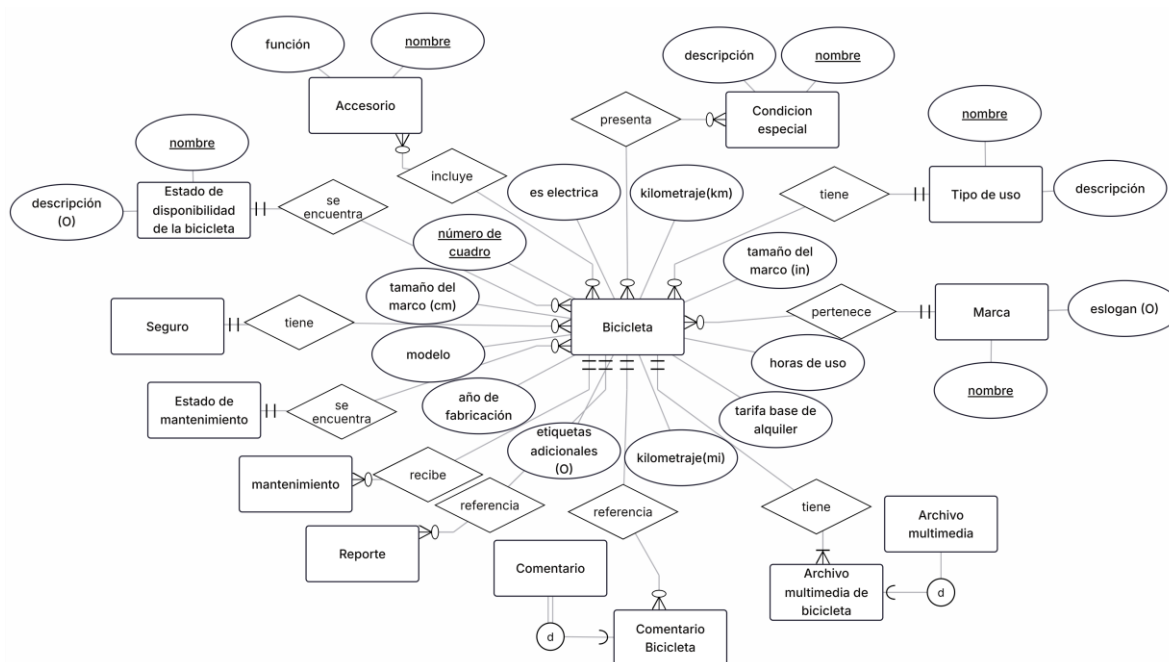 función
nombre
Accesorio
descripción
nombre
Condicion
especial
presenta
nombre
Tipo de uso
descripción
tiene
nombre
Estado de
disponibilidad
de la bicicleta
descripción
(O)
se
encuentra
incluye
es electrica
kilometraje(km)
número de
cuadro
tamaño del
marco (in)
tamaño del
marco (cm)
Seguro
tiene
Bicicleta
pertenece
Marca
eslogan (O)
nombre
modelo
horas de uso
Estado de
mantenimiento
se
encuentra
año de
fabricación
tarifa base de
alquiler
etiquetas
adicionales
(O)
kilometraje(mi)
mantenimiento
recibe
referencia
referencia
tiene
Reporte
Archivo
multimedia
Comentario
Archivo
multimedia de
bicicleta
d
d
Comentario
Bicicleta